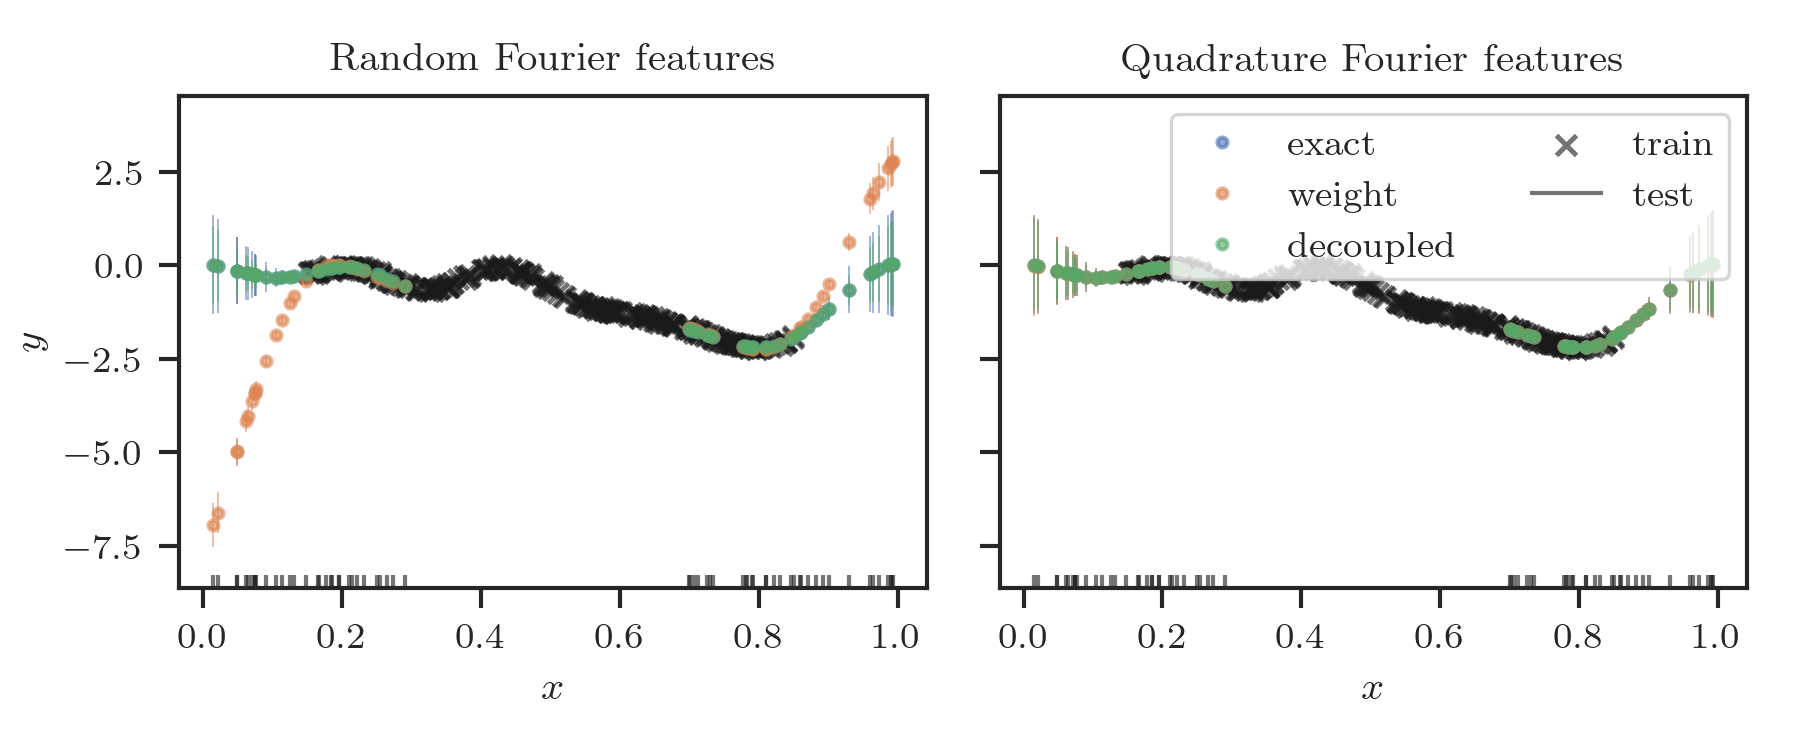 Random Fourier features
Quadrature Fourier features
y
2.5
0.0
−2.5
−5.0
−7.5
exact
weight
decoupled
train
test
0.0 0.2 0.4 0.6 0.8 1.0
0.0 0.2 0.4 0.6 0.8 1.0
x
x